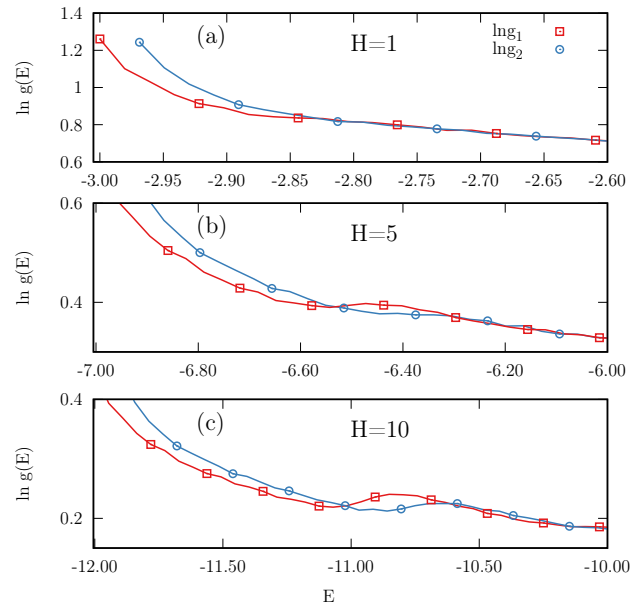 (a) H=1 lng1
lng2
ln g(E)
1.4
1.2
1
0.8
0.6
-3.00 -2.95 -2.90 -2.85 -2.80 -2.75 -2.70 -2.65 -2.60
(b) H=5
ln g(E)
0.6
0.4
-7.00 -6.80 -6.60 -6.40 -6.20 -6.00
(c) H=10
ln g(E)
0.4
0.2
-12.00 -11.50 -11.00 -10.50 -10.00
E